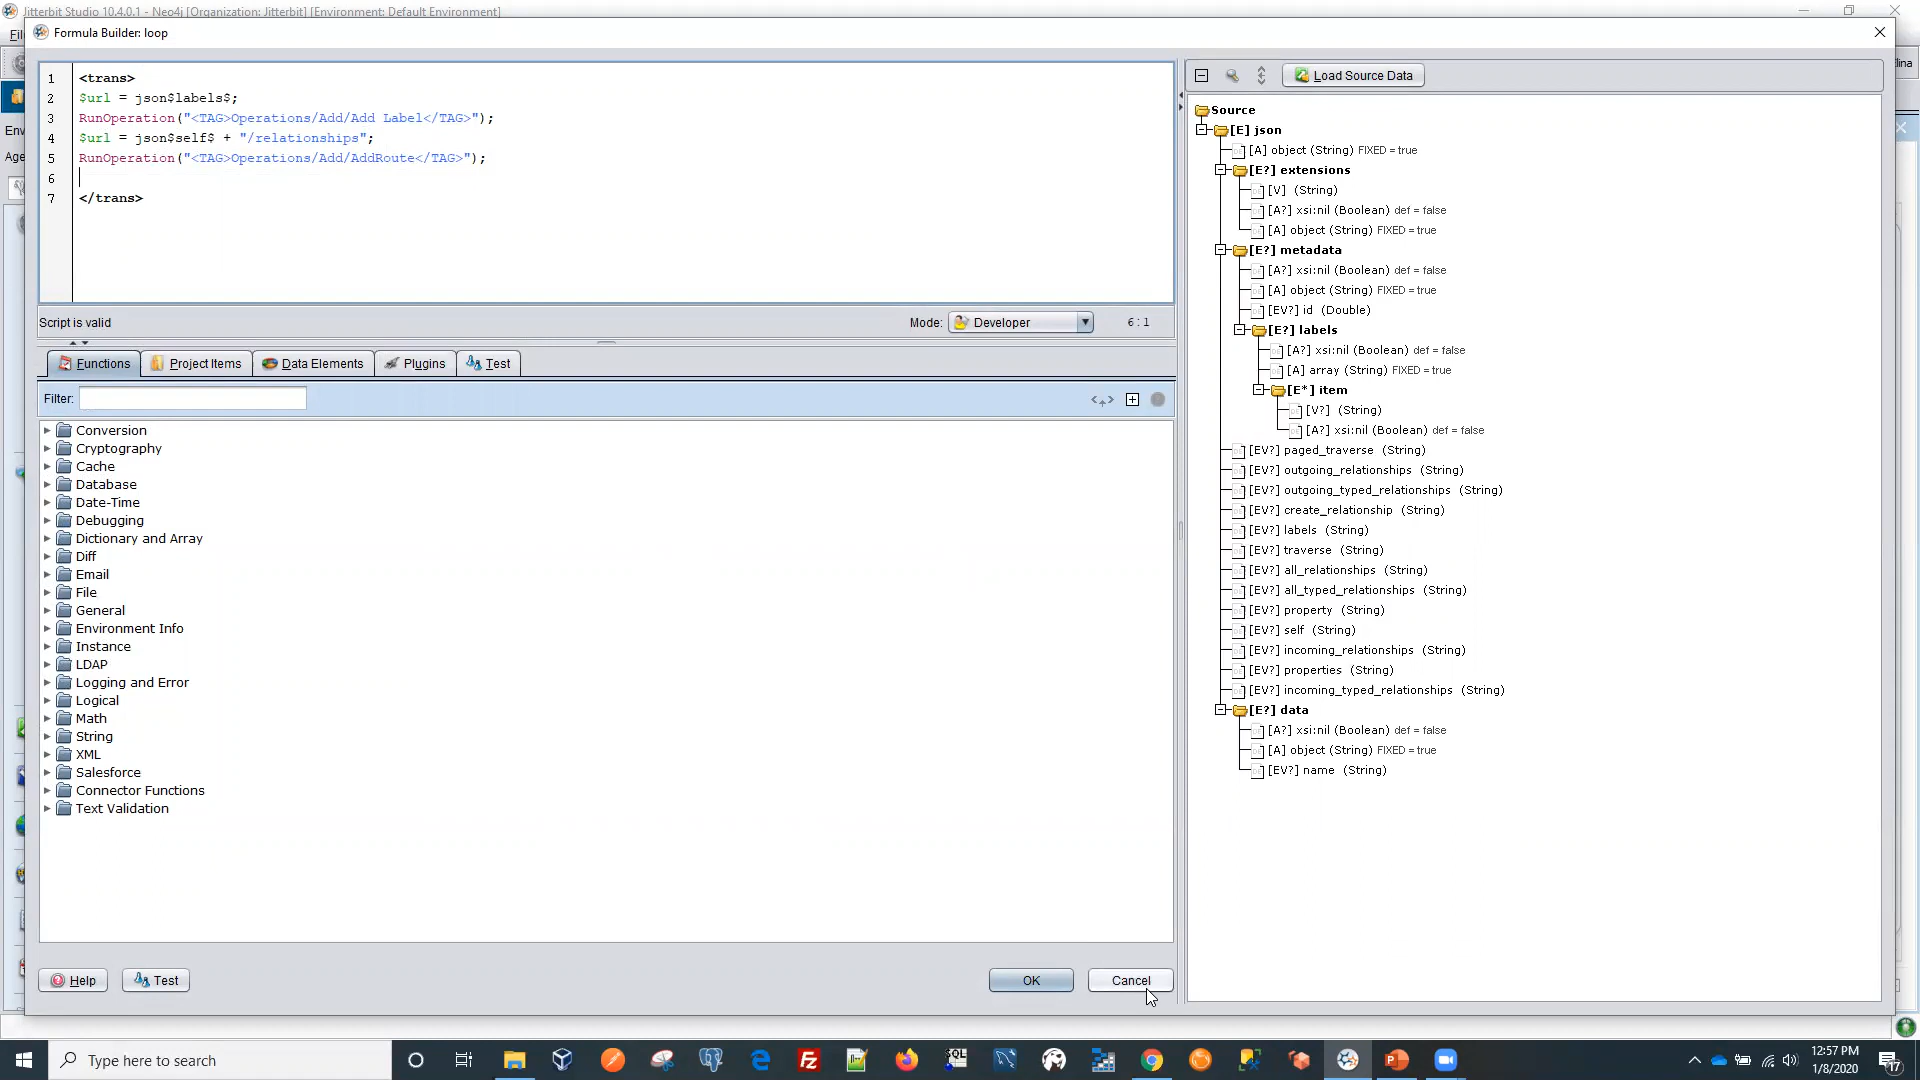 Jitterbit Studio 10.4.0.1 - Neo4j [Organization: Jitterbit] [Environment: Default Environment]
Formula Builder: loop
1 <trans>
2 $url = json$labels$;
3 RunOperation("<TAG>Operations/Add/Add Label</TAG>");
4 $url = json$self$ + "/relationships";
5 RunOperation("<TAG>Operations/Add/AddRoute</TAG>");
6
7 </trans>
Script is valid
Mode: Developer
6 : 1
Functions
Project Items
Data Elements
Plugins
Test
Filter:
Conversion
Cryptography
Cache
Database
Date-Time
Debugging
Dictionary and Array
Diff
Email
File
General
Environment Info
Instance
LDAP
Logging and Error
Logical
Math
String
XML
Salesforce
Connector Functions
Text Validation
Help
Test
OK
Cancel
Load Source Data
Source
[E] json
[A] object (String) FIXED = true
[E?] extensions
[V] (String)
[A?] xsi:nil (Boolean) def = false
[A] object (String) FIXED = true
[E?] metadata
[A?] xsi:nil (Boolean) def = false
[A] object (String) FIXED = true
[EV?] id (Double)
[E?] labels
[A?] xsi:nil (Boolean) def = false
[A] array (String) FIXED = true
[E*] item
[V?] (String)
[A?] xsi:nil (Boolean) def = false
[EV?] paged_traverse (String)
[EV?] outgoing_relationships (String)
[EV?] outgoing_typed_relationships (String)
[EV?] create_relationship (String)
[EV?] labels (String)
[EV?] traverse (String)
[EV?] all_relationships (String)
[EV?] all_typed_relationships (String)
[EV?] property (String)
[EV?] self (String)
[EV?] incoming_relationships (String)
[EV?] properties (String)
[EV?] incoming_typed_relationships (String)
[E?] data
[A?] xsi:nil (Boolean) def = false
[A] object (String) FIXED = true
[EV?] name (String)
Type here to search
12:57 PM
1/8/2020
17